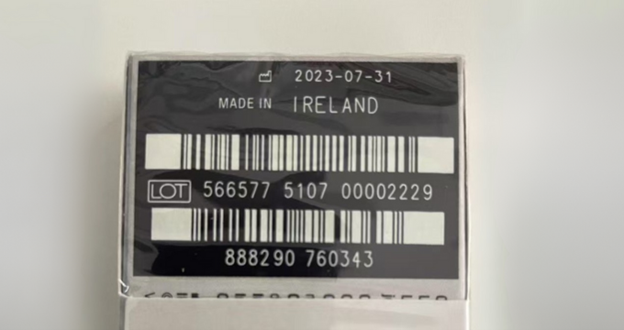 2023-07-31
MADE IN IRELAND
LOT 566577 5107 00002229
888290 760343